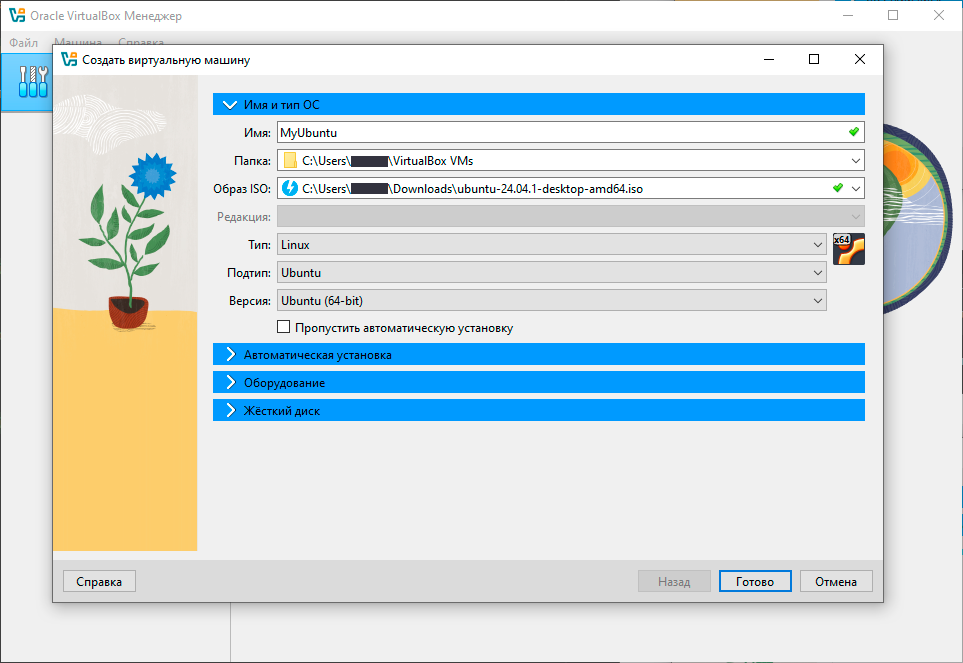 Oracle VirtualBox Менеджер
Файл Машина Справка
Создать виртуальную машину
Имя и тип ОС
Имя: MyUbuntu
Папка: C:\Users\ \VirtualBox VMs
Образ ISO: C:\Users\ \Downloads\ubuntu-24.04.1-desktop-amd64.iso
Редакция:
Тип: Linux
x64
Подтип: Ubuntu
Версия: Ubuntu (64-bit)
Пропустить автоматическую установку
Автоматическая установка
Оборудование
Жёсткий диск
Справка Назад Готово Отмена